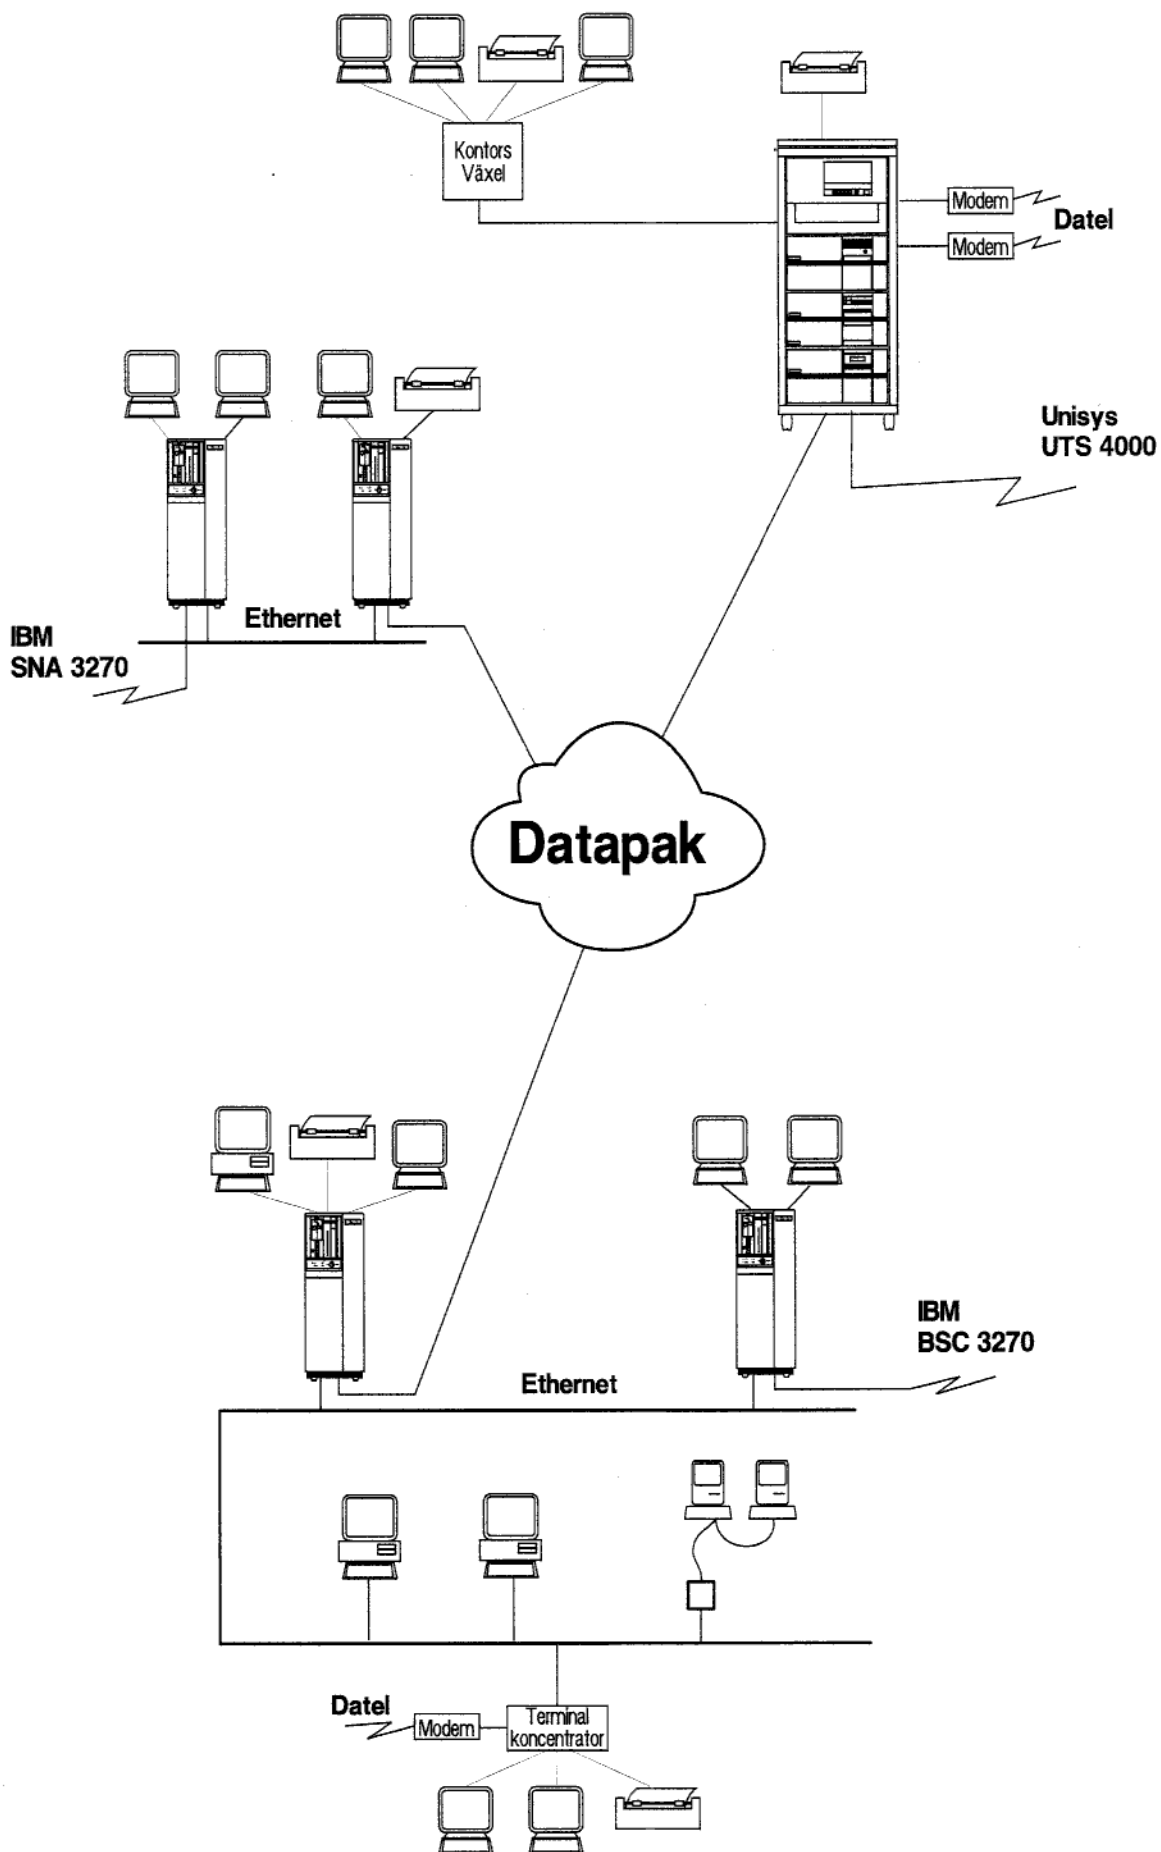 Kontors
Växel
Modem
Datel
Modem
Unisys
UTS 4000
Ethernet
IBM
SNA 3270
Datapak
IBM
BSC 3270
Ethernet
Datel
Modem
Terminal
koncentrator